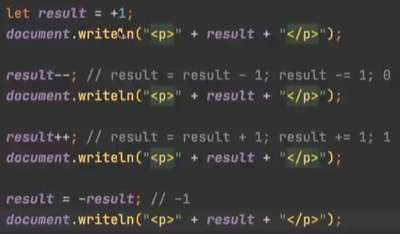 let result = +1;
document.writeln("<p>" + result + "</p>");
result--; // result = result - 1; result -= 1; 0
document.writeln("<p>" + result + "</p>");
result++; // result = result + 1; result += 1; 1
document.writeln("<p>" + result + "</p>");
result = -result; // -1
document.writeln("<p>" + result + "</p>");